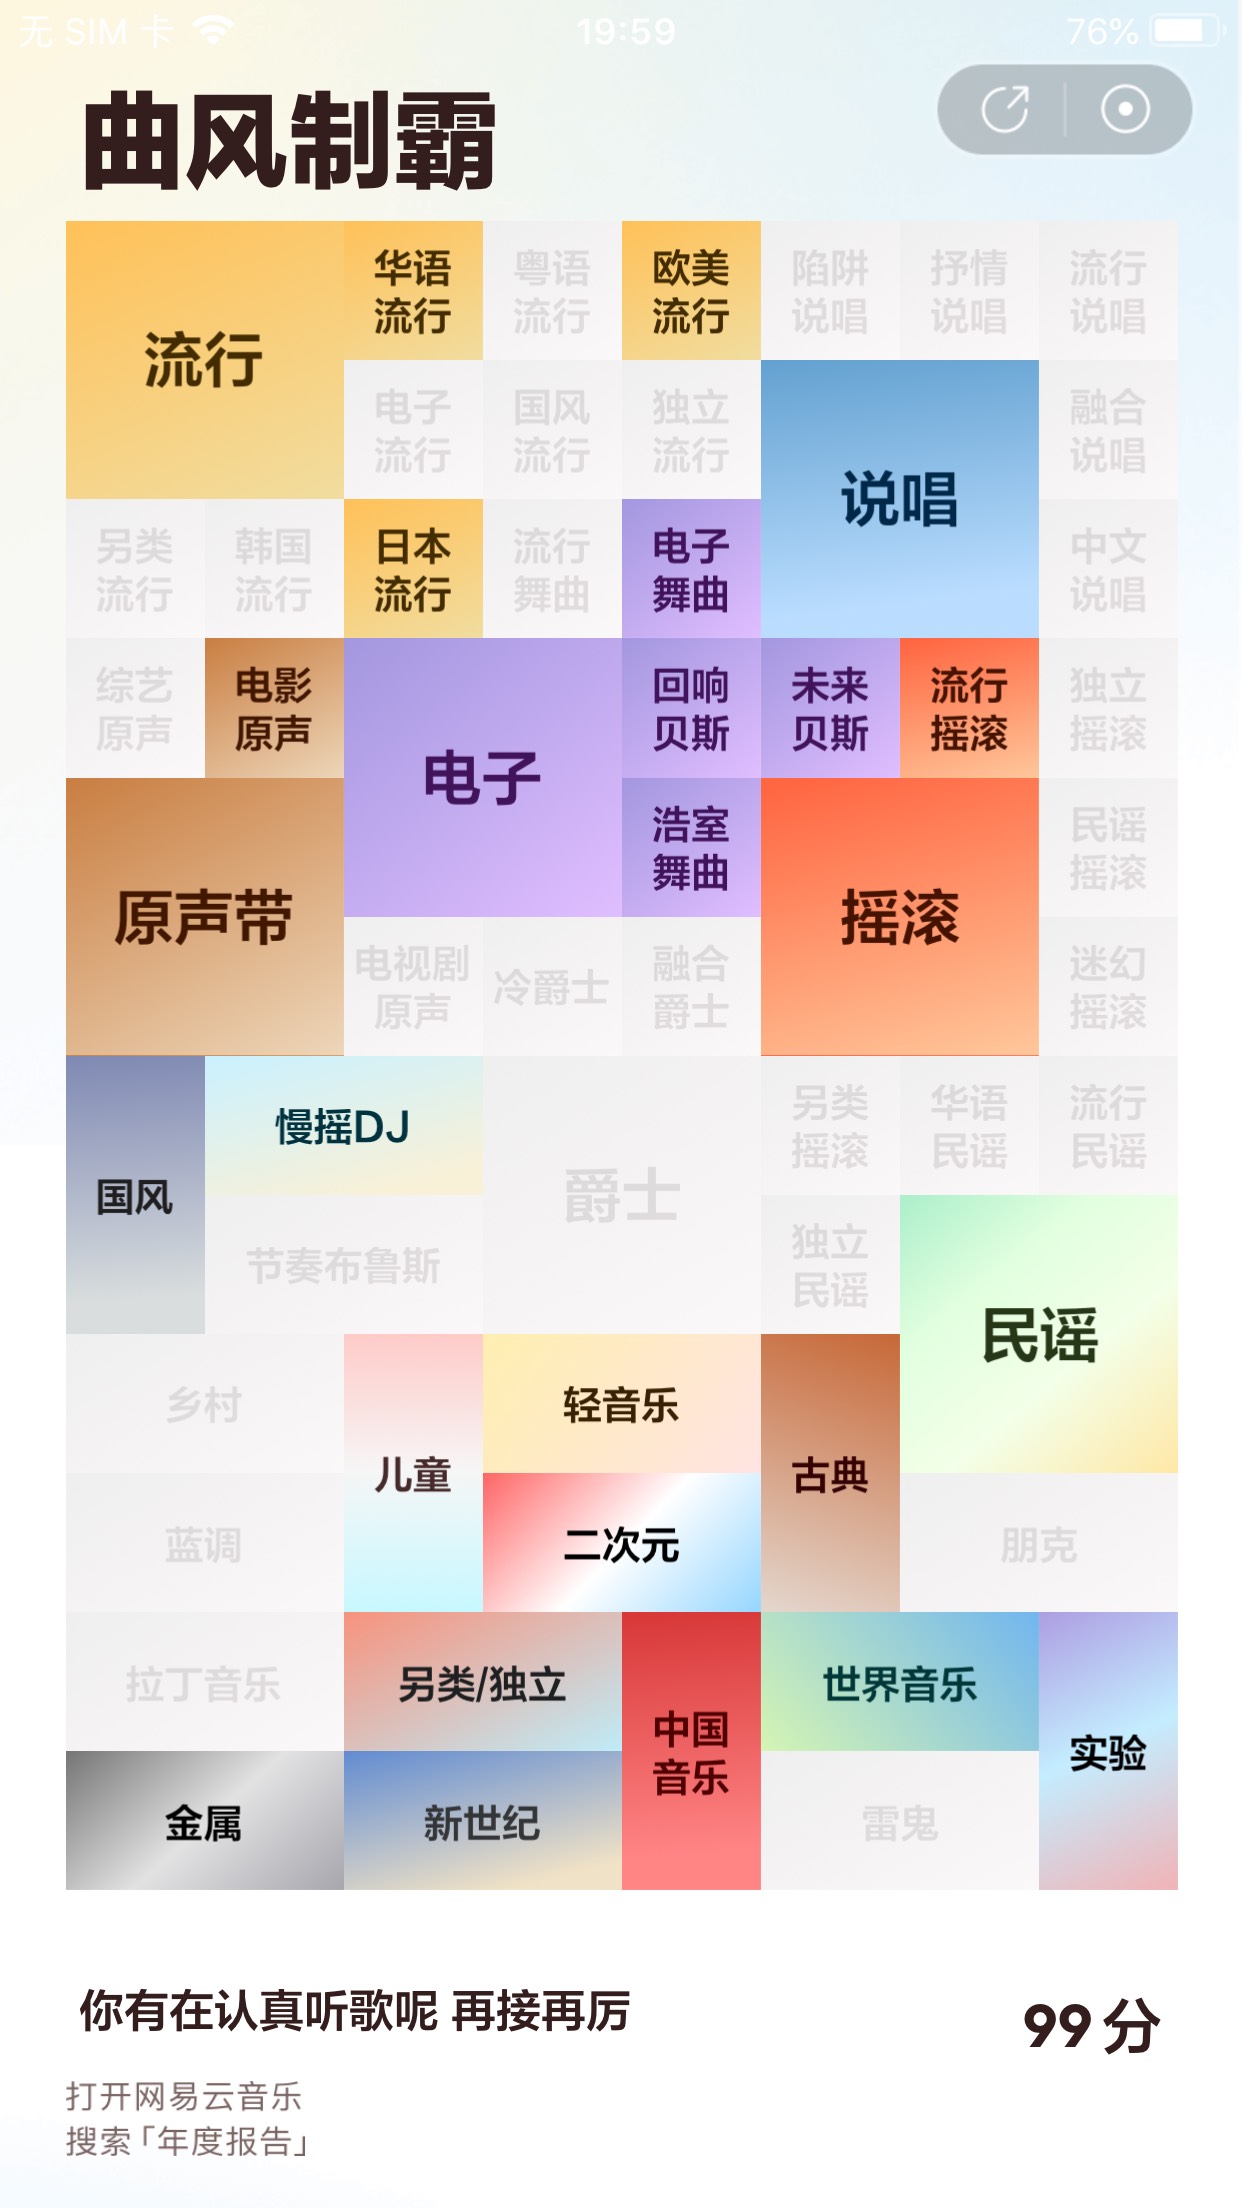 无 SIM 卡
19:59
76%
曲风制霸
流行
华语
流行
粤语
流行
欧美
流行
陷阱
说唱
抒情
说唱
流行
说唱
电子
流行
国风
流行
独立
流行
说唱
融合
说唱
另类
流行
韩国
流行
日本
流行
流行
舞曲
电子
舞曲
中文
说唱
综艺
原声
电影
原声
电子
回响
贝斯
未来
贝斯
流行
摇滚
独立
摇滚
原声带
浩室
舞曲
摇滚
民谣
摇滚
电视剧
原声
冷爵士
融合
爵士
迷幻
摇滚
国风
慢摇DJ
爵士
另类
摇滚
华语
民谣
流行
民谣
节奏布鲁斯
独立
民谣
民谣
乡村
儿童
轻音乐
古典
蓝调
二次元
朋克
拉丁音乐
另类/独立
中国
音乐
世界音乐
实验
金属
新世纪
雷鬼
你有在认真听歌呢 再接再厉
99分
打开网易云音乐
搜索「年度报告」